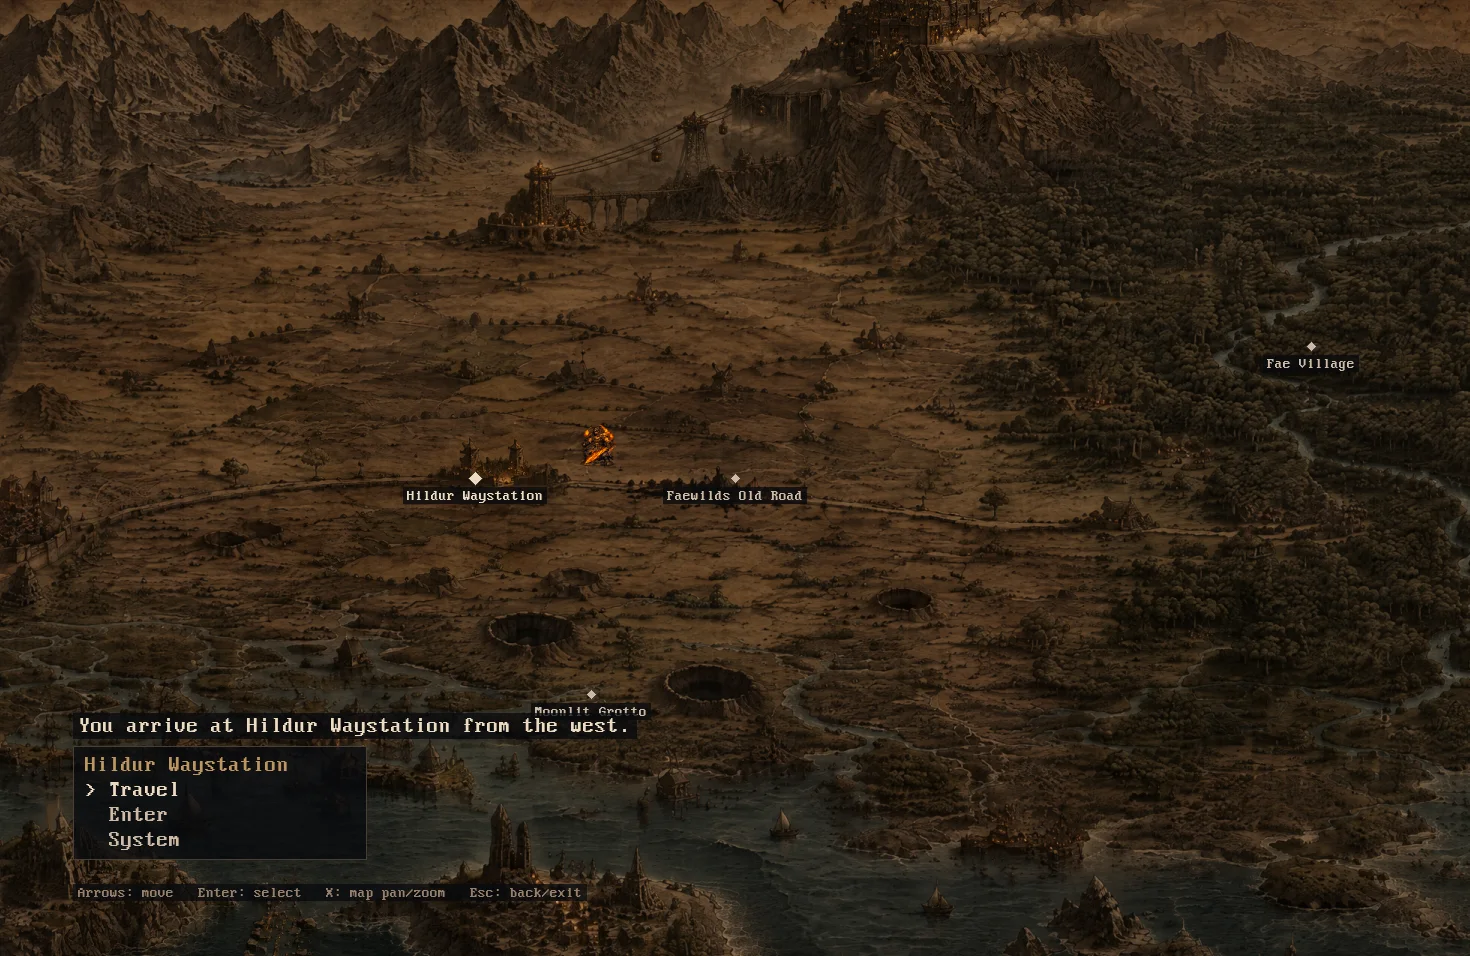 Fae Village
Hildur Waystation
Faewilds Old Road
Moonlit Grotto
You arrive at Hildur Waystation from the west.
Hildur Waystation
> Travel
Enter
System
Arrows: move   Enter: select   X: map pan/zoom   Esc: back/exit